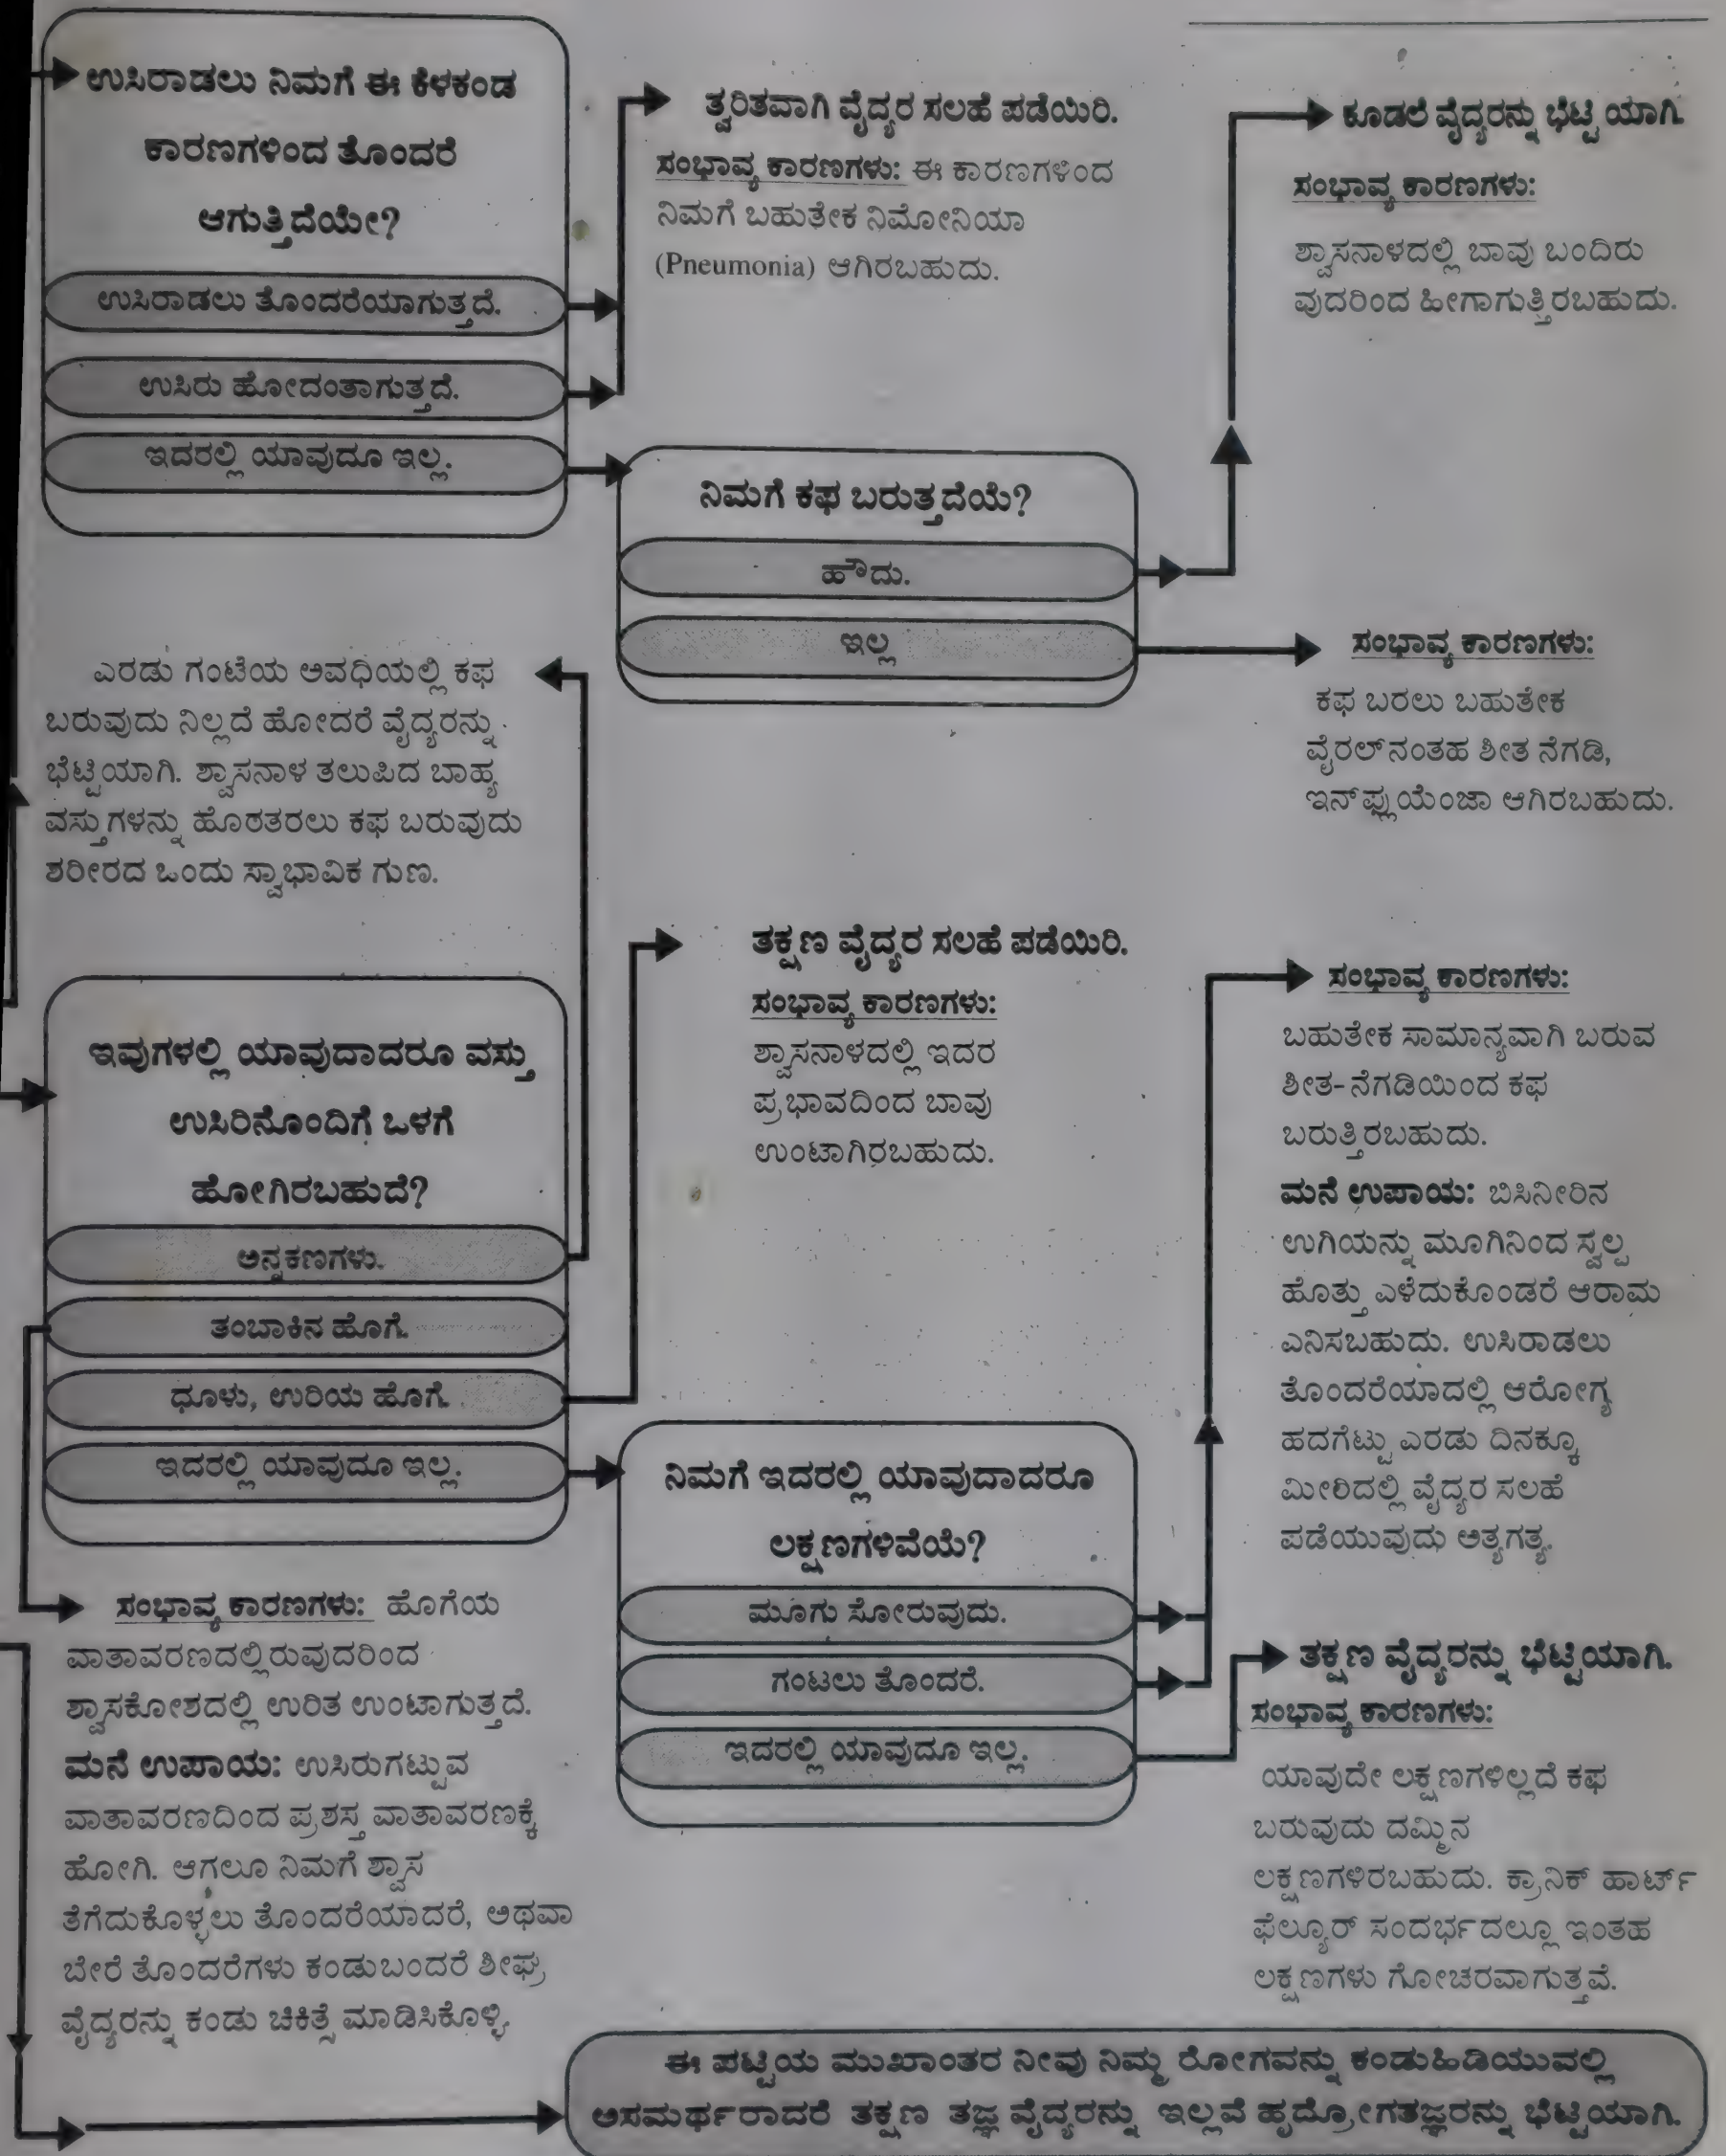 ಉಸಿರಾಡಲು ನಿಮಗೆ ಈ ಕೆಳಕಂಡ
ಕಾರಣಗಳಿಂದ ತೊಂದರೆ
ಆಗುತ್ತಿದೆಯೇ?
ಉಸಿರಾಡಲು ತೊಂದರೆಯಾಗುತ್ತದೆ.
ಉಸಿರು ಹೋದಂತಾಗುತ್ತದೆ.
ಇದರಲ್ಲಿ ಯಾವುದೂ ಇಲ್ಲ.
ತ್ವರಿತವಾಗಿ ವೈದ್ಯರ ಸಲಹೆ ಪಡೆಯಿರಿ.
ಸಂಭಾವ್ಯ ಕಾರಣಗಳು: ಈ ಕಾರಣಗಳಿಂದ
ನಿಮಗೆ ಬಹುತೇಕ ನಿಮೋನಿಯಾ
(Pneumonia) ಆಗಿರಬಹುದು.
ಕೂಡಲೆ ವೈದ್ಯರನ್ನು ಭೆಟ್ಟಿಯಾಗಿ.
ಸಂಭಾವ್ಯ ಕಾರಣಗಳು:
ಶ್ವಾಸನಾಳದಲ್ಲಿ ಬಾವು ಬಂದಿರು
ವುದರಿಂದ ಹೀಗಾಗುತ್ತಿರಬಹುದು.
ನಿಮಗೆ ಕಫ ಬರುತ್ತದೆಯೆ?
ಹೌದು.
ಇಲ್ಲ
ಸಂಭಾವ್ಯ ಕಾರಣಗಳು:
ಕಫ ಬರಲು ಬಹುತೇಕ
ವೈರಲ್‌ನಂತಹ ಶೀತ ನೆಗಡಿ,
ಇನ್‌ಫ್ಲುಯೆಂಜಾ ಆಗಿರಬಹುದು.
ಎರಡು ಗಂಟೆಯ ಅವಧಿಯಲ್ಲಿ ಕಫ
ಬರುವುದು ನಿಲ್ಲದೆ ಹೋದರೆ ವೈದ್ಯರನ್ನು
ಭೆಟ್ಟಿಯಾಗಿ. ಶ್ವಾಸನಾಳ ತಲುಪಿದ ಬಾಹ್ಯ
ವಸ್ತುಗಳನ್ನು ಹೊರತರಲು ಕಫ ಬರುವುದು
ಶರೀರದ ಒಂದು ಸ್ವಾಭಾವಿಕ ಗುಣ.
ಇವುಗಳಲ್ಲಿ ಯಾವುದಾದರೂ ವಸ್ತು
ಉಸಿರಿನೊಂದಿಗೆ ಒಳಗೆ
ಹೋಗಿರಬಹುದೆ?
ಅನ್ನಕಣಗಳು.
ತಂಬಾಕಿನ ಹೊಗೆ.
ಧೂಳು, ಉರಿಯ ಹೊಗೆ.
ಇದರಲ್ಲಿ ಯಾವುದೂ ಇಲ್ಲ.
ತಕ್ಷಣ ವೈದ್ಯರ ಸಲಹೆ ಪಡೆಯಿರಿ.
ಸಂಭಾವ್ಯ ಕಾರಣಗಳು:
ಶ್ವಾಸನಾಳದಲ್ಲಿ ಇದರ
ಪ್ರಭಾವದಿಂದ ಬಾವು
ಉಂಟಾಗಿರಬಹುದು.
ಸಂಭಾವ್ಯ ಕಾರಣಗಳು:
ಬಹುತೇಕ ಸಾಮಾನ್ಯವಾಗಿ ಬರುವ
ಶೀತ-ನೆಗಡಿಯಿಂದ ಕಫ
ಬರುತ್ತಿರಬಹುದು.
ಮನೆ ಉಪಾಯ: ಬಿಸಿನೀರಿನ
ಉಗಿಯನ್ನು ಮೂಗಿನಿಂದ ಸ್ವಲ್ಪ
ಹೊತ್ತು ಎಳೆದುಕೊಂಡರೆ ಆರಾಮ
ಎನಿಸಬಹುದು. ಉಸಿರಾಡಲು
ತೊಂದರೆಯಾದಲ್ಲಿ ಆರೋಗ್ಯ
ಹದಗೆಟ್ಟು ಎರಡು ದಿನಕ್ಕೂ
ಮೀರಿದಲ್ಲಿ ವೈದ್ಯರ ಸಲಹೆ
ಪಡೆಯುವುದು ಅತ್ಯಗತ್ಯ.
ನಿಮಗೆ ಇದರಲ್ಲಿ ಯಾವುದಾದರೂ
ಲಕ್ಷಣಗಳಿವೆಯೆ?
ಮೂಗು ಸೋರುವುದು.
ಗಂಟಲು ತೊಂದರೆ.
ಇದರಲ್ಲಿ ಯಾವುದೂ ಇಲ್ಲ.
ಸಂಭಾವ್ಯ ಕಾರಣಗಳು: ಹೊಗೆಯ
ವಾತಾವರಣದಲ್ಲಿರುವುದರಿಂದ
ಶ್ವಾಸಕೋಶದಲ್ಲಿ ಉರಿತ ಉಂಟಾಗುತ್ತದೆ.
ಮನೆ ಉಪಾಯ: ಉಸಿರುಗಟ್ಟುವ
ವಾತಾವರಣದಿಂದ ಪ್ರಶಸ್ತ ವಾತಾವರಣಕ್ಕೆ
ಹೋಗಿ. ಆಗಲೂ ನಿಮಗೆ ಶ್ವಾಸ
ತೆಗೆದುಕೊಳ್ಳಲು ತೊಂದರೆಯಾದರೆ, ಅಥವಾ
ಬೇರೆ ತೊಂದರೆಗಳು ಕಂಡುಬಂದರೆ ಶೀಘ್ರ
ವೈದ್ಯರನ್ನು ಕಂಡು ಚಿಕಿತ್ಸೆ ಮಾಡಿಸಿಕೊಳ್ಳಿ.
ತಕ್ಷಣ ವೈದ್ಯರನ್ನು ಭೆಟ್ಟಿಯಾಗಿ.
ಸಂಭಾವ್ಯ ಕಾರಣಗಳು:
ಯಾವುದೇ ಲಕ್ಷಣಗಳಿಲ್ಲದೆ ಕಫ
ಬರುವುದು ದಮ್ಮಿನ
ಲಕ್ಷಣಗಳಿರಬಹುದು. ಕ್ರಾನಿಕ್ ಹಾರ್ಟ್
ಫೆಲ್ಯೂರ್ ಸಂದರ್ಭದಲ್ಲೂ ಇಂತಹ
ಲಕ್ಷಣಗಳು ಗೋಚರವಾಗುತ್ತವೆ.
ಈ ಪಟ್ಟಿಯ ಮುಖಾಂತರ ನೀವು ನಿಮ್ಮ ರೋಗವನ್ನು ಕಂಡುಹಿಡಿಯುವಲ್ಲಿ
ಅಸಮರ್ಥರಾದರೆ ತಕ್ಷಣ ತಜ್ಞ ವೈದ್ಯರನ್ನು ಇಲ್ಲವೆ ಹೃದ್ರೋಗತಜ್ಞರನ್ನು ಭೆಟ್ಟಿಯಾಗಿ.